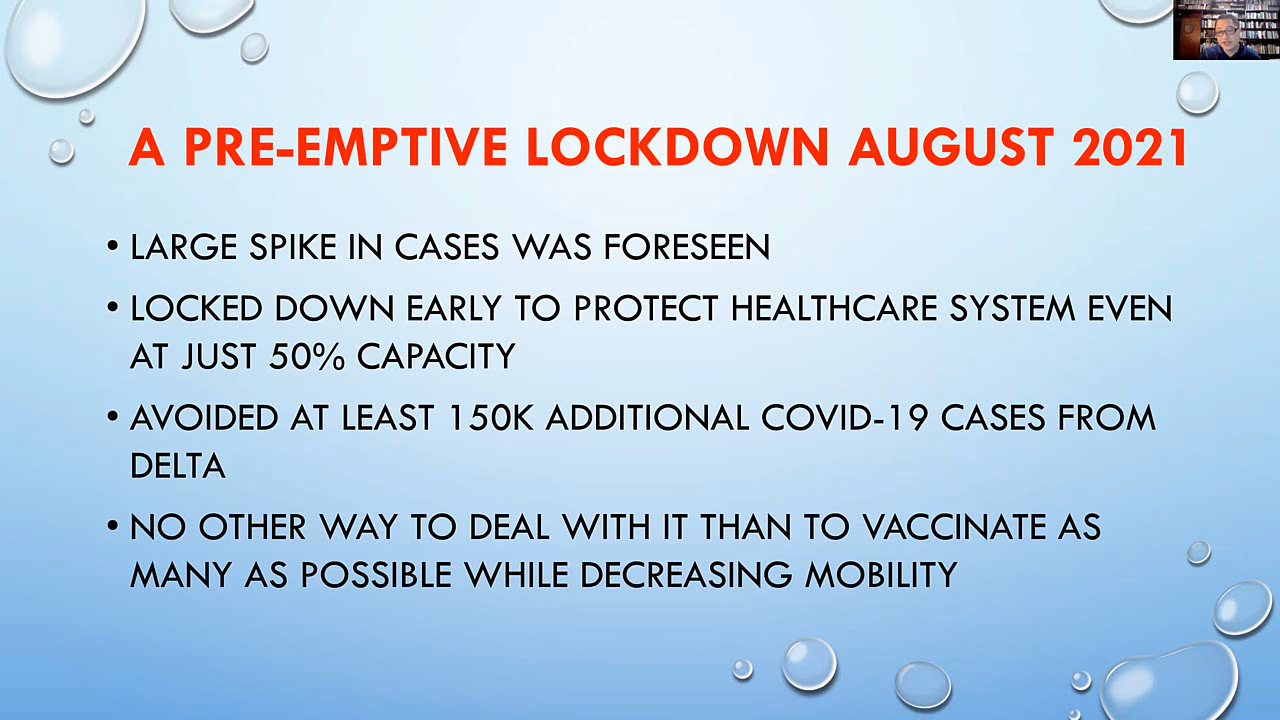 A PRE-EMPTIVE LOCKDOWN AUGUST 2021
• LARGE SPIKE IN CASES WAS FORESEEN
• LOCKED DOWN EARLY TO PROTECT HEALTHCARE SYSTEM EVEN
AT JUST 50% CAPACITY
• AVOIDED AT LEAST 150K ADDITIONAL COVID-19 CASES FROM
DELTA
• NO OTHER WAY TO DEAL WITH IT THAN TO VACCINATE AS
MANY AS POSSIBLE WHILE DECREASING MOBILITY